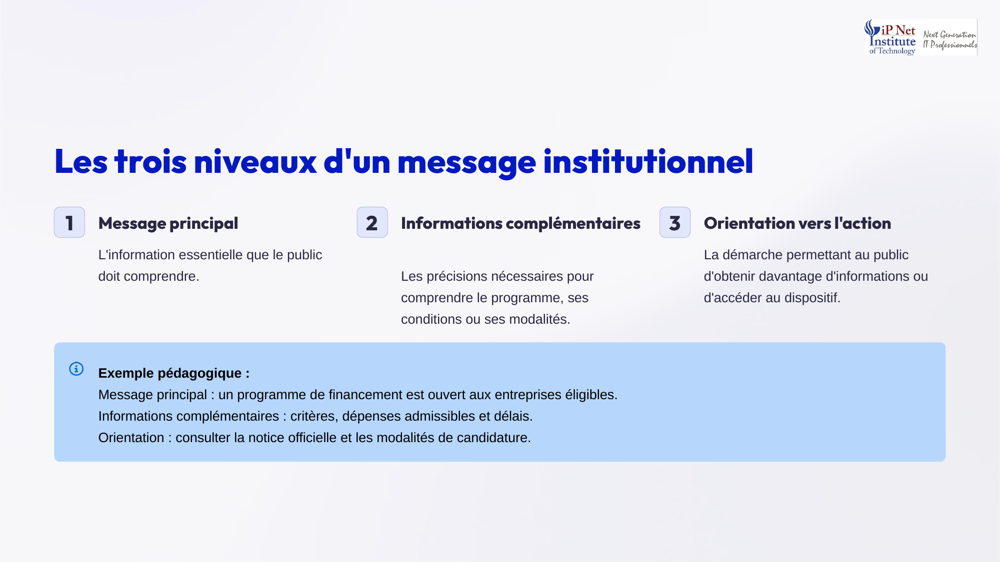 iP Net
Institute
of Technology
Next Generation
IT Professionnels
Les trois niveaux d'un message institutionnel
1
Message principal
L'information essentielle que le public
doit comprendre.
2
Informations complémentaires
Les précisions nécessaires pour
comprendre le programme, ses
conditions ou ses modalités.
3
Orientation vers l'action
La démarche permettant au public
d'obtenir davantage d'informations ou
d'accéder au dispositif.
Exemple pédagogique :
Message principal : un programme de financement est ouvert aux entreprises éligibles.
Informations complémentaires : critères, dépenses admissibles et délais.
Orientation : consulter la notice officielle et les modalités de candidature.